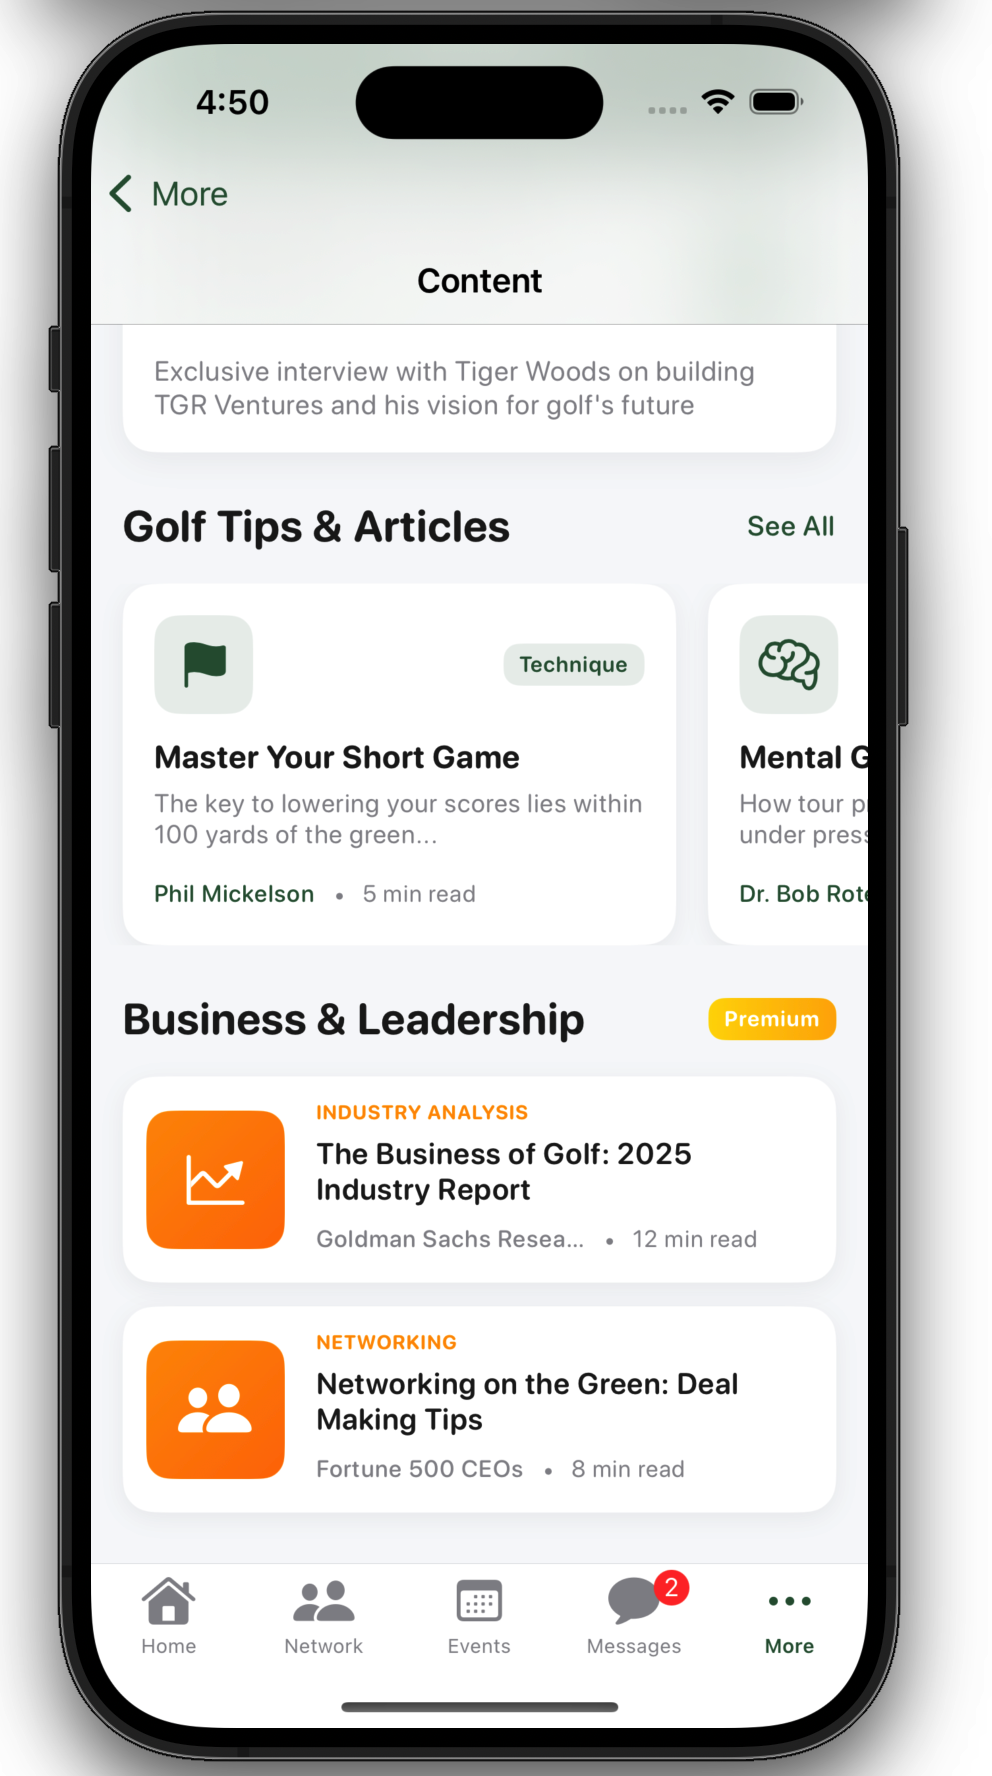 4:50
More
Content
Exclusive interview with Tiger Woods on building
TGR Ventures and his vision for golf's future
Golf Tips & Articles
See All
Technique
Master Your Short Game
The key to lowering your scores lies within
100 yards of the green...
Phil Mickelson • 5 min read
Mental G
How tour p
under press
Dr. Bob Rote
Business & Leadership
Premium
INDUSTRY ANALYSIS
The Business of Golf: 2025
Industry Report
Goldman Sachs Resea... • 12 min read
NETWORKING
Networking on the Green: Deal
Making Tips
Fortune 500 CEOs • 8 min read
2
Home
Network
Events
Messages
More